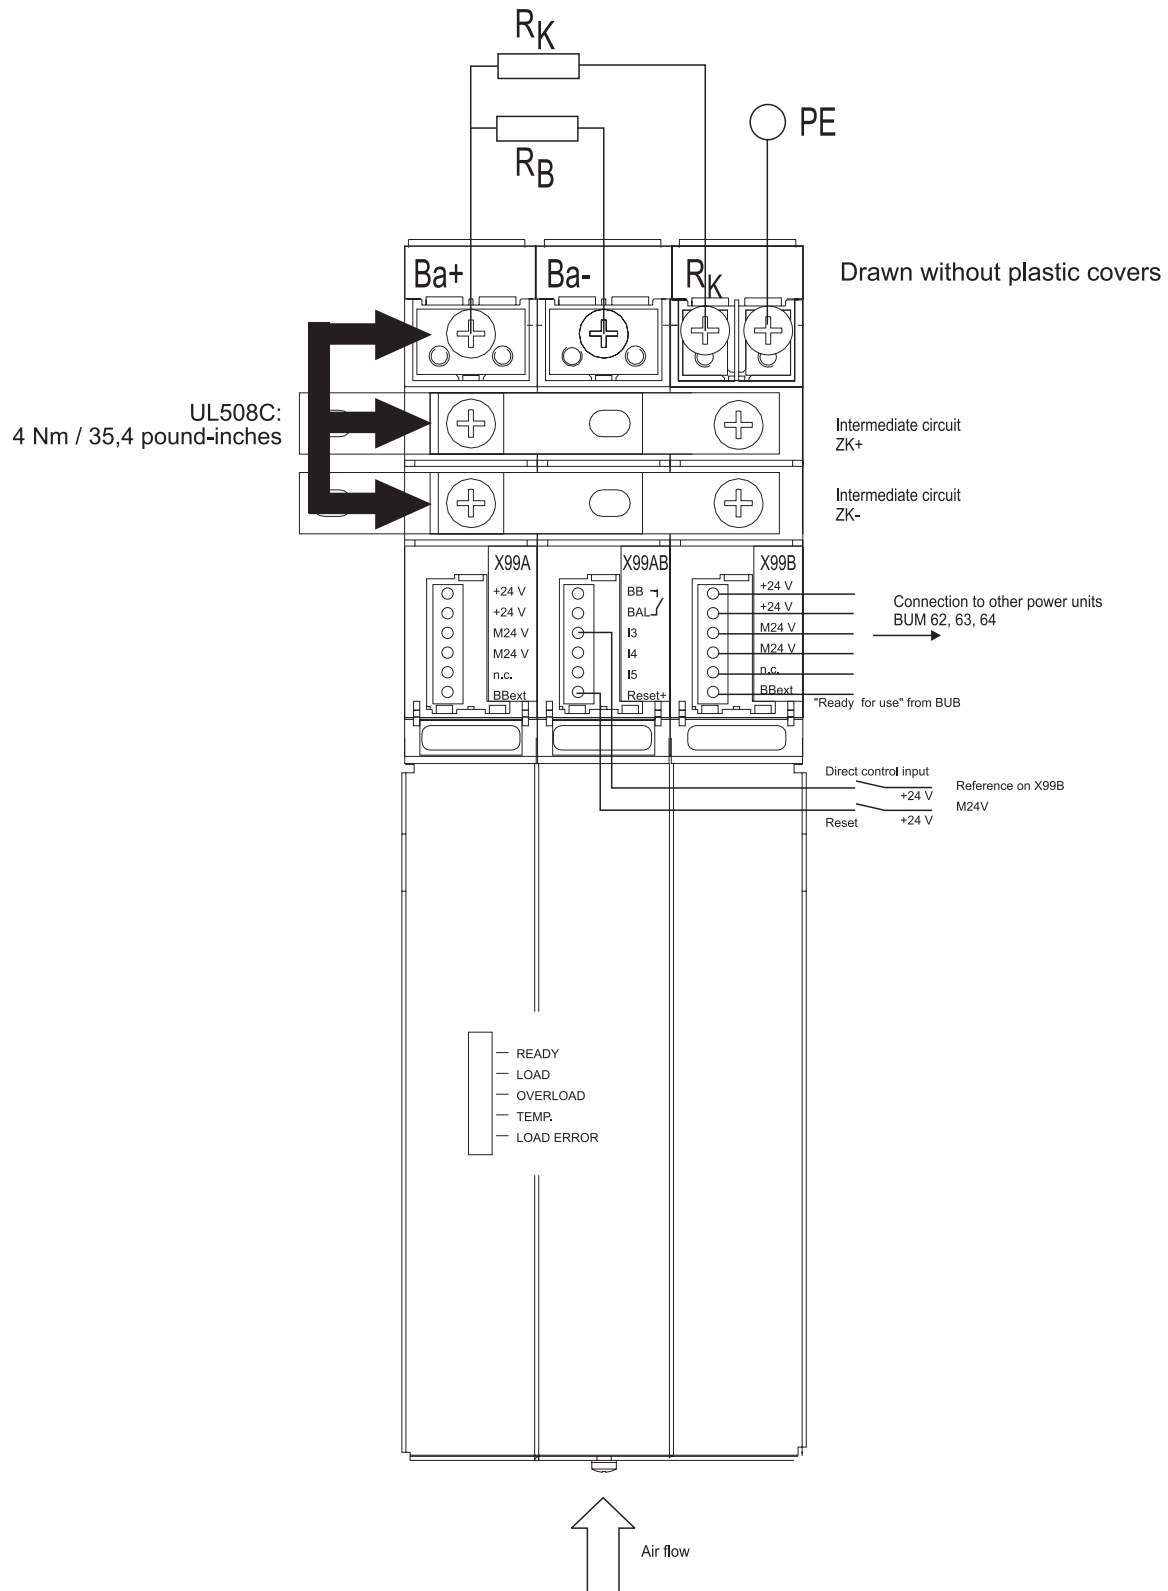 RK
RB
PE
Ba+
Ba-
RK
Drawn without plastic covers
UL508C:
4 Nm / 35,4 pound-inches
Intermediate circuit
ZK+
Intermediate circuit
ZK-
X99A
+24 V
+24 V
M24 V
M24 V
n.c.
BBext
X99AB
BB
BAL
I3
I4
I5
Reset+
X99B
+24 V
+24 V
M24 V
M24 V
n.c.
BBext
Connection to other power units
BUM 62, 63, 64
"Ready for use" from BUB
Direct control input
+24 V
Reference on X99B
M24V
Reset
+24 V
READY
LOAD
OVERLOAD
TEMP.
LOAD ERROR
Air flow